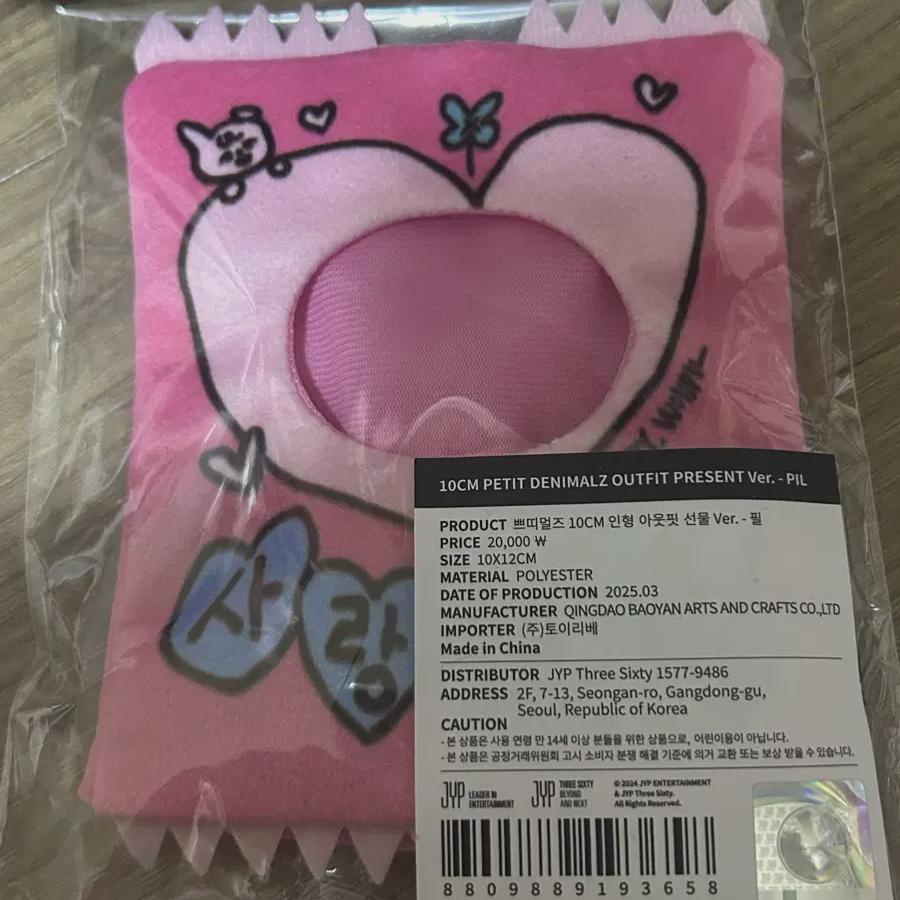 사랑
10CM PETIT DENIMALZ OUTFIT PRESENT Ver. - PIL
PRODUCT 쁘띠멀즈 10CM 인형 아웃핏 선물 Ver. - 필
PRICE 20,000 ₩
SIZE 10X12CM
MATERIAL POLYESTER
DATE OF PRODUCTION 2025.03
MANUFACTURER QINGDAO BAOYAN ARTS AND CRAFTS CO.,LTD
IMPORTER (주)토이리베
Made in China
DISTRIBUTOR JYP Three Sixty 1577-9486
ADDRESS 2F, 7-13, Seongan-ro, Gangdong-gu,
Seoul, Republic of Korea
CAUTION
- 본 상품은 사용 연령 만 14세 이상 분들을 위한 상품으로, 어린이용이 아닙니다.
- 본 상품은 공정거래위원회 고시 소비자 분쟁 해결 기준에 의거 교환 또는 보상 받을 수 있습니다.
JYP LEADER IN
ENTERTAINMENT
JYP THREE SIXTY
BEYOND
AND NEXT
© 2024 JYP ENTERTAINMENT
& JYP Three Sixty.
All Rights Reserved.
8809889193658